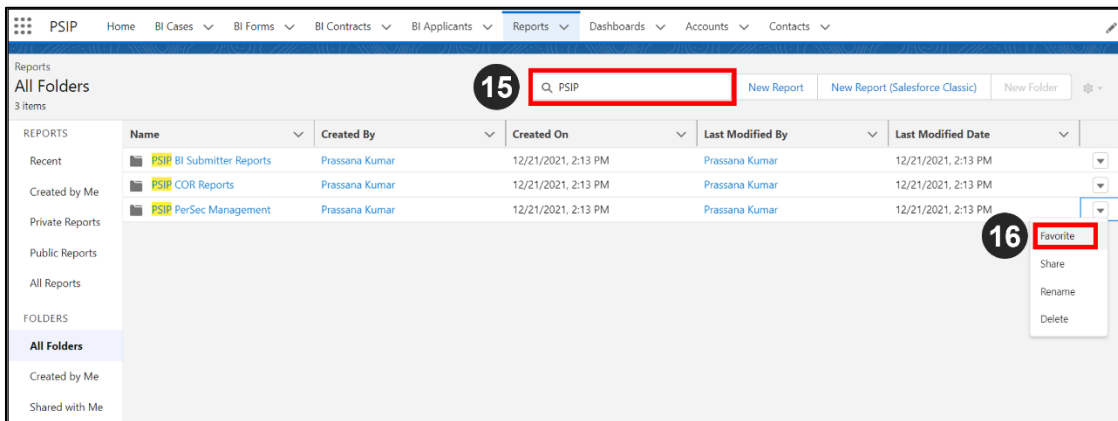 PSIP Home BI Cases BI Forms BI Contracts BI Applicants Reports Dashboards Accounts Contacts
Reports
All Folders
3 items
15 PSIP New Report New Report (Salesforce Classic) New Folder
REPORTS Name Created By Created On Last Modified By Last Modified Date
Recent PSIP BI Submitter Reports Prassana Kumar 12/21/2021, 2:13 PM Prassana Kumar 12/21/2021, 2:13 PM
Created by Me PSIP COR Reports Prassana Kumar 12/21/2021, 2:13 PM Prassana Kumar 12/21/2021, 2:13 PM
Private Reports PSIP PerSec Management Prassana Kumar 12/21/2021, 2:13 PM Prassana Kumar 12/21/2021, 2:13 PM
16 Favorite
Public Reports Share
All Reports Rename
FOLDERS Delete
All Folders
Created by Me
Shared with Me